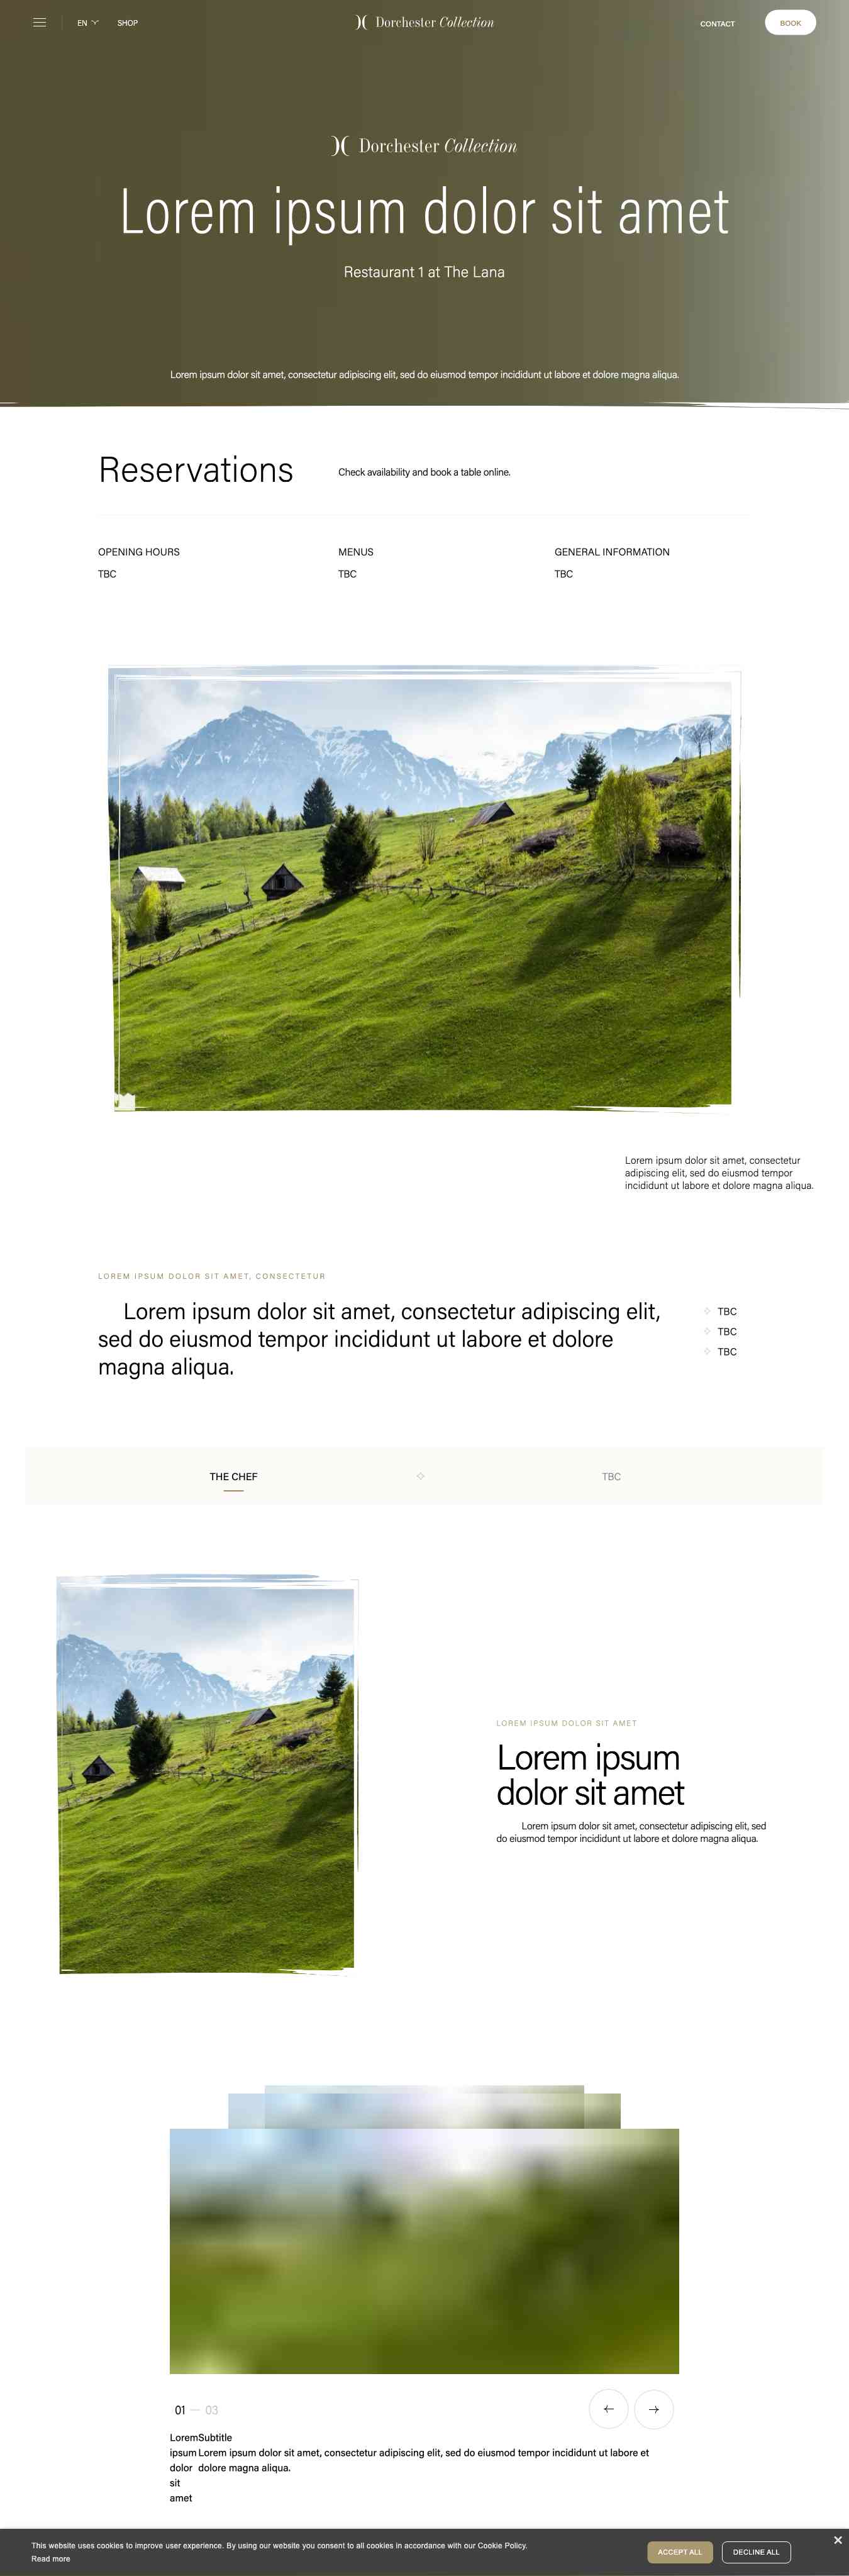 EN
SHOP
Dorchester Collection
CONTACT
BOOK
Dorchester Collection
Lorem ipsum dolor sit amet
Restaurant 1 at The Lana
Lorem ipsum dolor sit amet, consectetur adipiscing elit, sed do eiusmod tempor incididunt ut labore et dolore magna aliqua.
Reservations
Check availability and book a table online.
OPENING HOURS
TBC
MENUS
TBC
GENERAL INFORMATION
TBC
Lorem ipsum dolor sit amet, consectetur
adipiscing elit, sed do eiusmod tempor
incididunt ut labore et dolore magna aliqua.
LOREM IPSUM DOLOR SIT AMET, CONSECTETUR
Lorem ipsum dolor sit amet, consectetur adipiscing elit,
sed do eiusmod tempor incididunt ut labore et dolore
magna aliqua.
TBC
TBC
TBC
THE CHEF
TBC
LOREM IPSUM DOLOR SIT AMET
Lorem ipsum
dolor sit amet
Lorem ipsum dolor sit amet, consectetur adipiscing elit, sed
do eiusmod tempor incididunt ut labore et dolore magna aliqua.
01 — 03
Lorem
ipsum
dolor
sit
amet
Subtitle
Lorem ipsum dolor sit amet, consectetur adipiscing elit, sed do eiusmod tempor incididunt ut labore et
dolore magna aliqua.
This website uses cookies to improve user experience. By using our website you consent to all cookies in accordance with our Cookie Policy.
Read more
ACCEPT ALL
DECLINE ALL